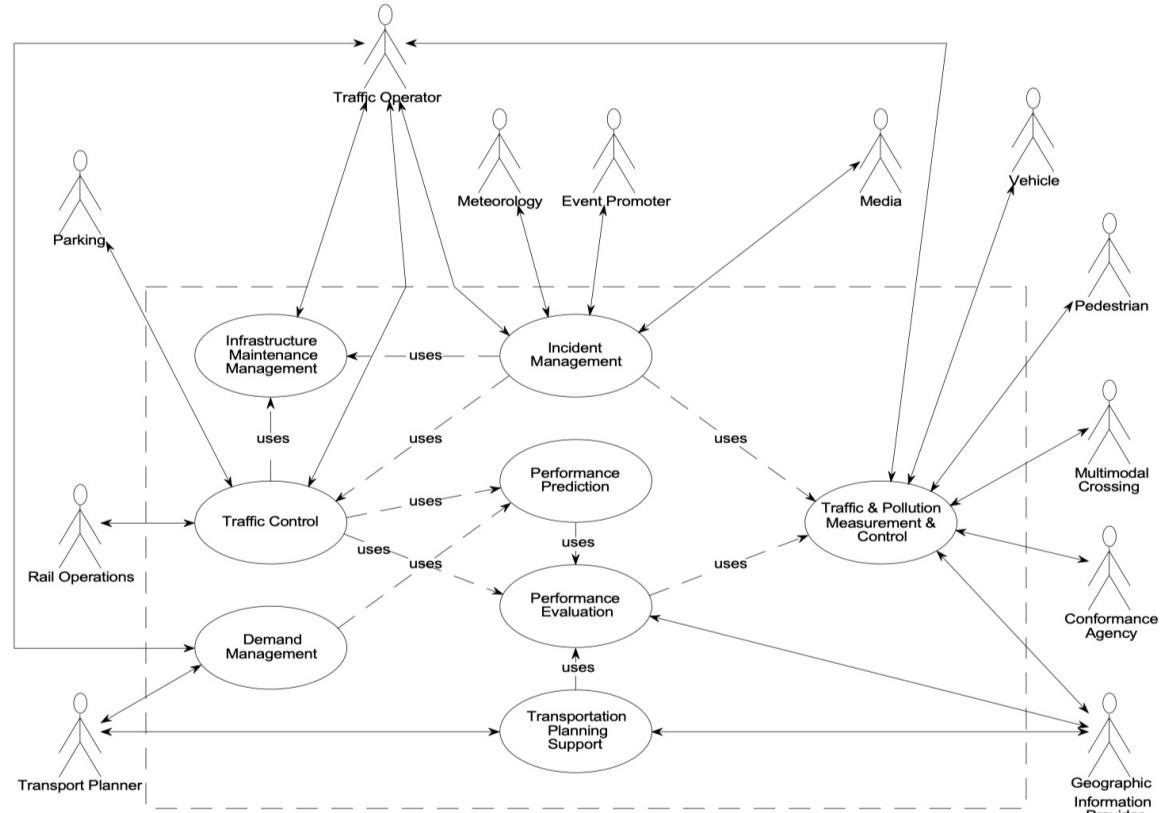 Traffic Operator
Meteorology
Event Promoter
Media
Vehicle
Parking
Pedestrian
Infrastructure
Maintenance
Management
uses
Incident
Management
uses
uses
uses
Performance
Prediction
Multimodal
Crossing
uses
Traffic Control
Traffic & Pollution
Measurement &
Control
uses
uses
uses
uses
Rail Operations
Performance
Evaluation
Conformance
Agency
Demand
Management
uses
Transportation
Planning
Support
Transport Planner
Geographic
Information